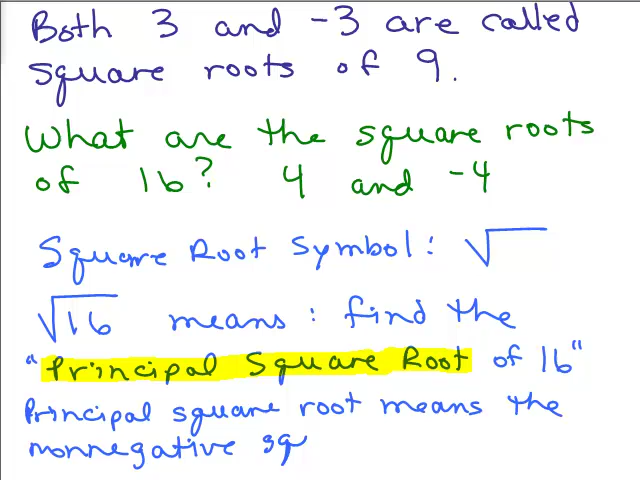 Both 3 and -3 are called
square roots of 9.
What are the square roots
of 16? 4 and -4
Square Root Symbol: √
√16 means: find the
"Principal Square Root of 16"
Principal square root means the
nonnegative sq